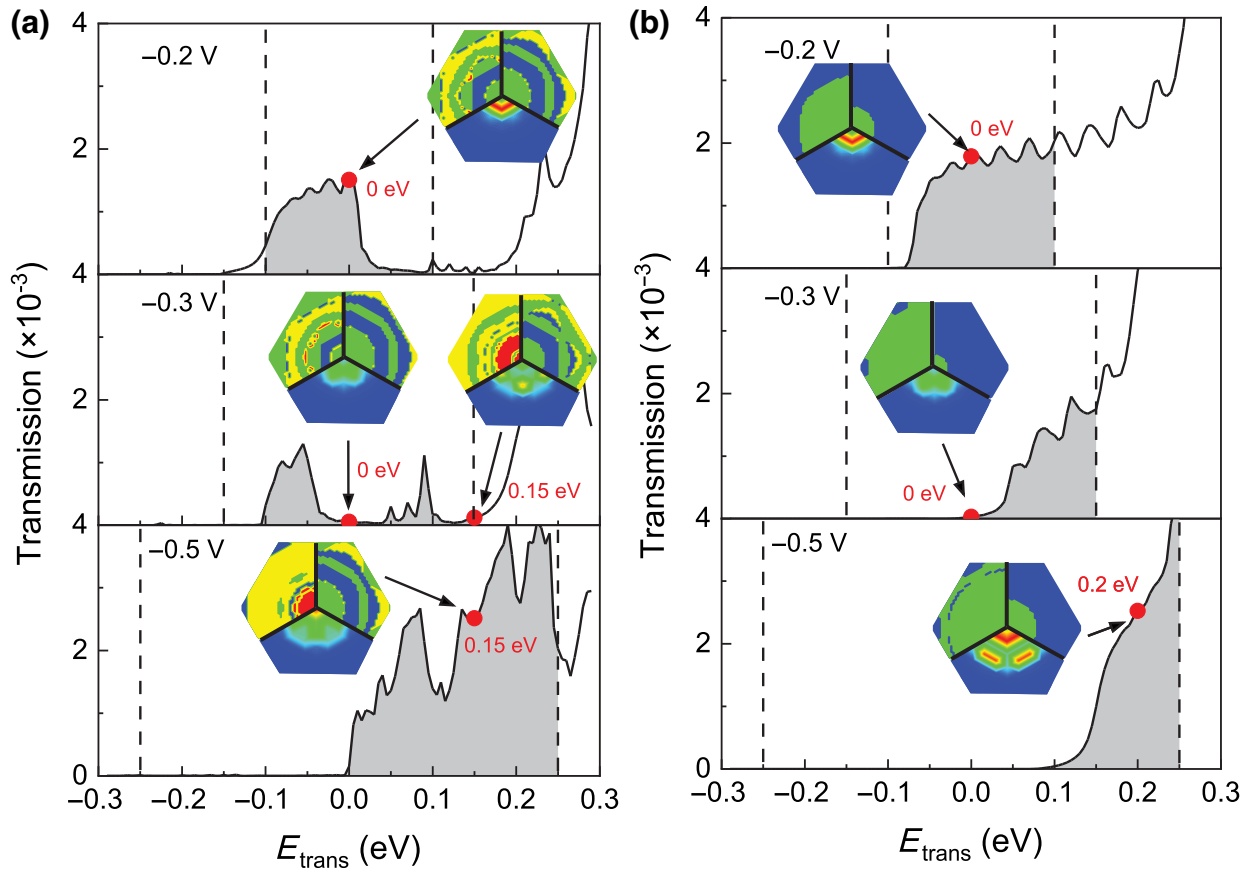 (a)
–0.2 V
0 eV
–0.3 V
0 eV
0.15 eV
–0.5 V
0.15 eV
4
2
4
2
4
2
0
Transmission (×10⁻³)
–0.3 –0.2 –0.1 0.0 0.1 0.2 0.3
E_trans (eV)
(b)
–0.2 V
0 eV
–0.3 V
0 eV
–0.5 V
0.2 eV
4
2
4
2
4
2
0
Transmission (×10⁻³)
–0.3 –0.2 –0.1 0.0 0.1 0.2 0.3
E_trans (eV)